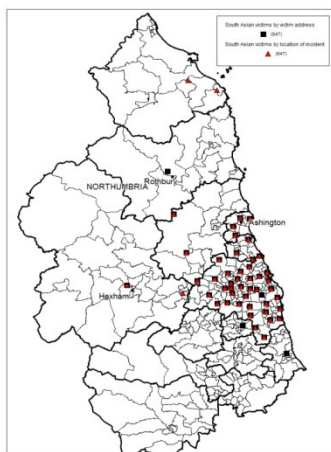 South Asian victims by victim address
(647)
South Asian victims by location of incident
(647)
Rothbury
NORTHUMBRIA
Ashington
Hexham